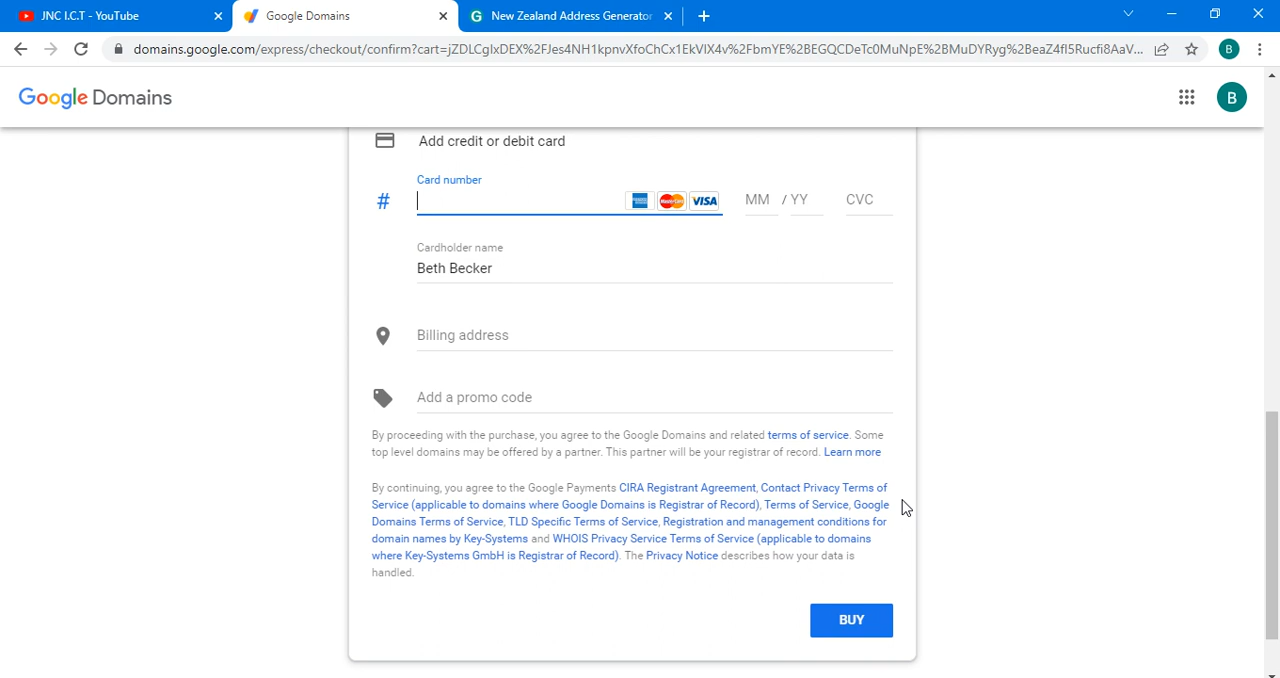 JNC I.C.T - YouTube
Google Domains
New Zealand Address Generator
domains.google.com/express/checkout/confirm?cart=jZDLCgIxDEX%2FJes4NH1kpnvXfoChCx1EkVIX4v%2FbmYE%2BEGQCDeTc0MuNpE%2BMuDYRyg%2BeaZ4fI5Rucfi8AaV...
B
Google Domains
B
Add credit or debit card
Card number
# VISA MM / YY CVC
Cardholder name
Beth Becker
Billing address
Add a promo code
By proceeding with the purchase, you agree to the Google Domains and related terms of service. Some
top level domains may be offered by a partner. This partner will be your registrar of record. Learn more
By continuing, you agree to the Google Payments CIRA Registrant Agreement, Contact Privacy Terms of
Service (applicable to domains where Google Domains is Registrar of Record), Terms of Service, Google
Domains Terms of Service, TLD Specific Terms of Service, Registration and management conditions for
domain names by Key-Systems and WHOIS Privacy Service Terms of Service (applicable to domains
where Key-Systems GmbH is Registrar of Record). The Privacy Notice describes how your data is
handled.
BUY